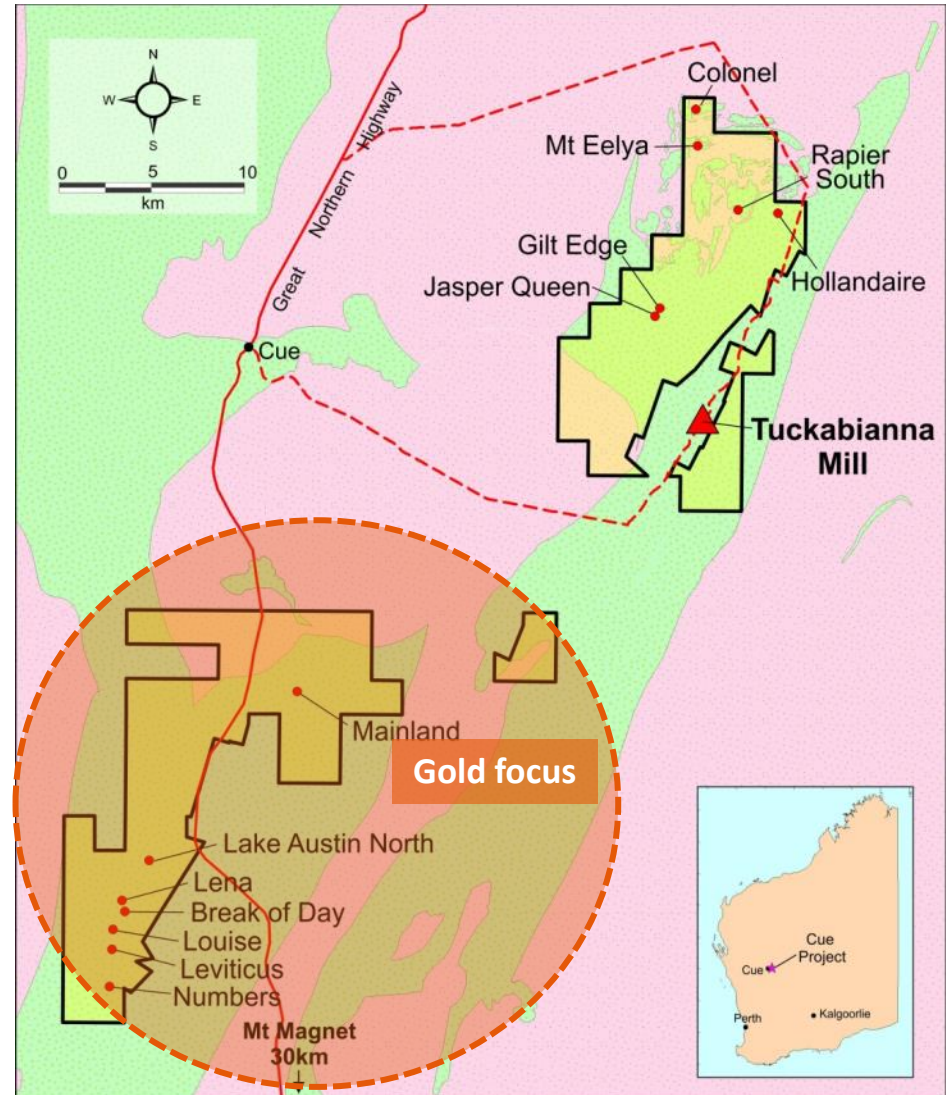 N
W
E
S
0
5
10
km
Great Northern Highway
Colonel
Mt Eelya
Rapier
South
Gilt Edge
Jasper Queen
Hollandaire
Cue
Tuckabianna
Mill
Mainland
Gold focus
Lake Austin North
Lena
Break of Day
Louise
Leviticus
Numbers
Mt Magnet
30km
Cue
Project
Cue
Perth
Kalgoorlie